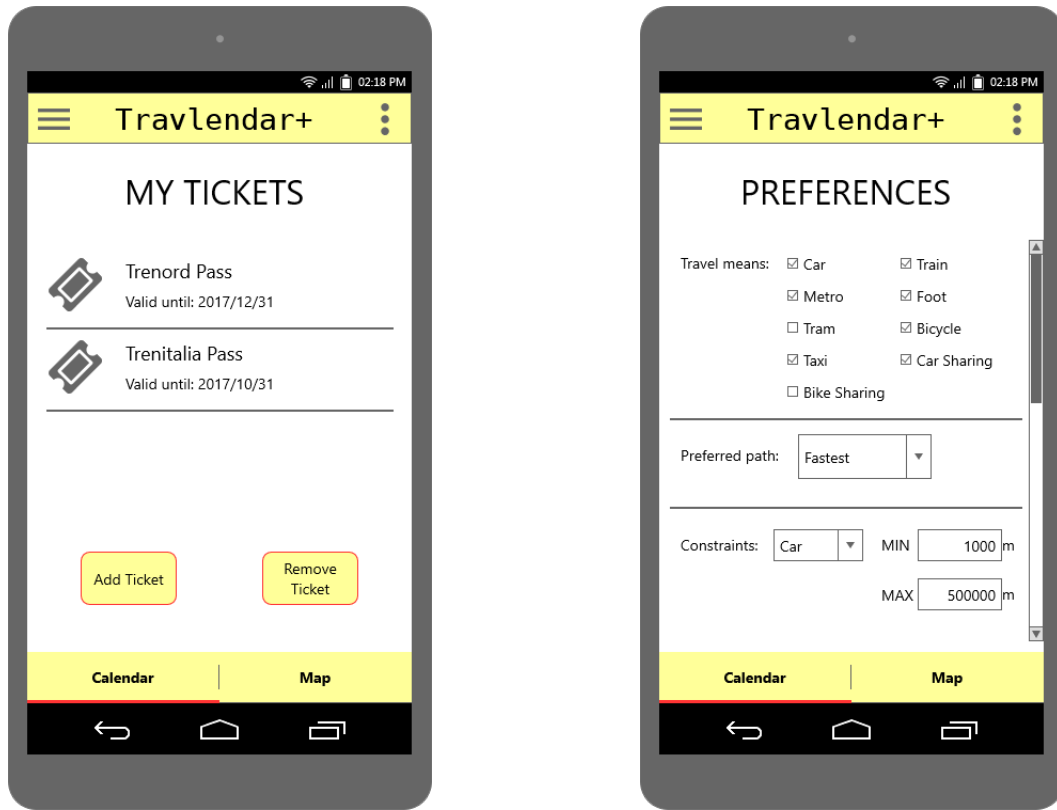 02:18 PM
Travlendar+
MY TICKETS
Trenord Pass
Valid until: 2017/12/31
Trenitalia Pass
Valid until: 2017/10/31
Add Ticket
Remove
Ticket
Calendar
Map
02:18 PM
Travlendar+
PREFERENCES
Travel means:
Car
Train
Metro
Foot
Tram
Bicycle
Taxi
Car Sharing
Bike Sharing
Preferred path:
Fastest
Constraints:
Car
MIN
1000 m
MAX
500000 m
Calendar
Map